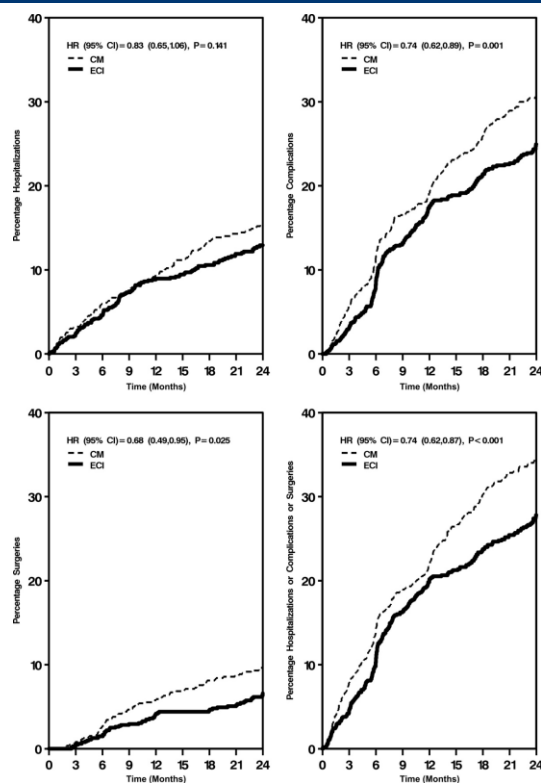 HR (95% CI) = 0.83 (0.65,1.06), P = 0.141
CM
ECI
Percentage Hospitalizations
40
30
20
10
0
0 3 6 9 12 15 18 21 24
Time (Months)
HR (95% CI) = 0.74 (0.62,0.89), P = 0.001
CM
ECI
Percentage Complications
40
30
20
10
0
0 3 6 9 12 15 18 21 24
Time (Months)
HR (95% CI) = 0.68 (0.49,0.95), P = 0.025
CM
ECI
Percentage Surgeries
40
30
20
10
0
0 3 6 9 12 15 18 21 24
Time (Months)
HR (95% CI) = 0.74 (0.62,0.87), P < 0.001
CM
ECI
Percentage Hospitalizations or Complications or Surgeries
40
30
20
10
0
0 3 6 9 12 15 18 21 24
Time (Months)